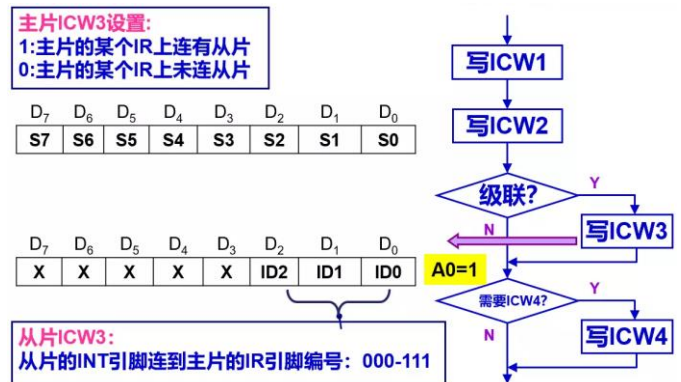 主片ICW3设置:
1:主片的某个IR上连有从片
0:主片的某个IR上未连从片
D7 D6 D5 D4 D3 D2 D1 D0
S7 S6 S5 S4 S3 S2 S1 S0
D7 D6 D5 D4 D3 D2 D1 D0
X X X X X ID2 ID1 ID0
A0=1
从片ICW3:
从片的INT引脚连到主片的IR引脚编号: 000-111
写ICW1
写ICW2
级联?
Y
N
写ICW3
需要ICW4?
Y
N
写ICW4